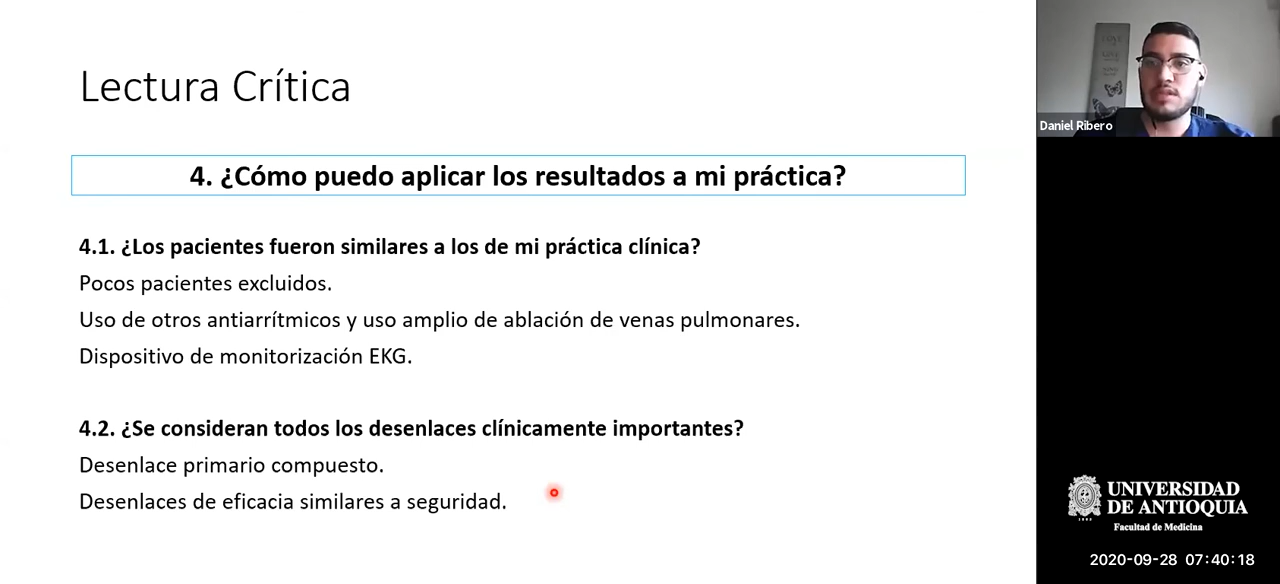 Lectura Crítica
4. ¿Cómo puedo aplicar los resultados a mi práctica?
4.1. ¿Los pacientes fueron similares a los de mi práctica clínica?
Pocos pacientes excluidos.
Uso de otros antiarrítmicos y uso amplio de ablación de venas pulmonares.
Dispositivo de monitorización EKG.
4.2. ¿Se consideran todos los desenlaces clínicamente importantes?
Desenlace primario compuesto.
Desenlaces de eficacia similares a seguridad.
Daniel Ribero
UNIVERSIDAD
DE ANTIOQUIA
Facultad de Medicina
2020-09-28 07:40:18